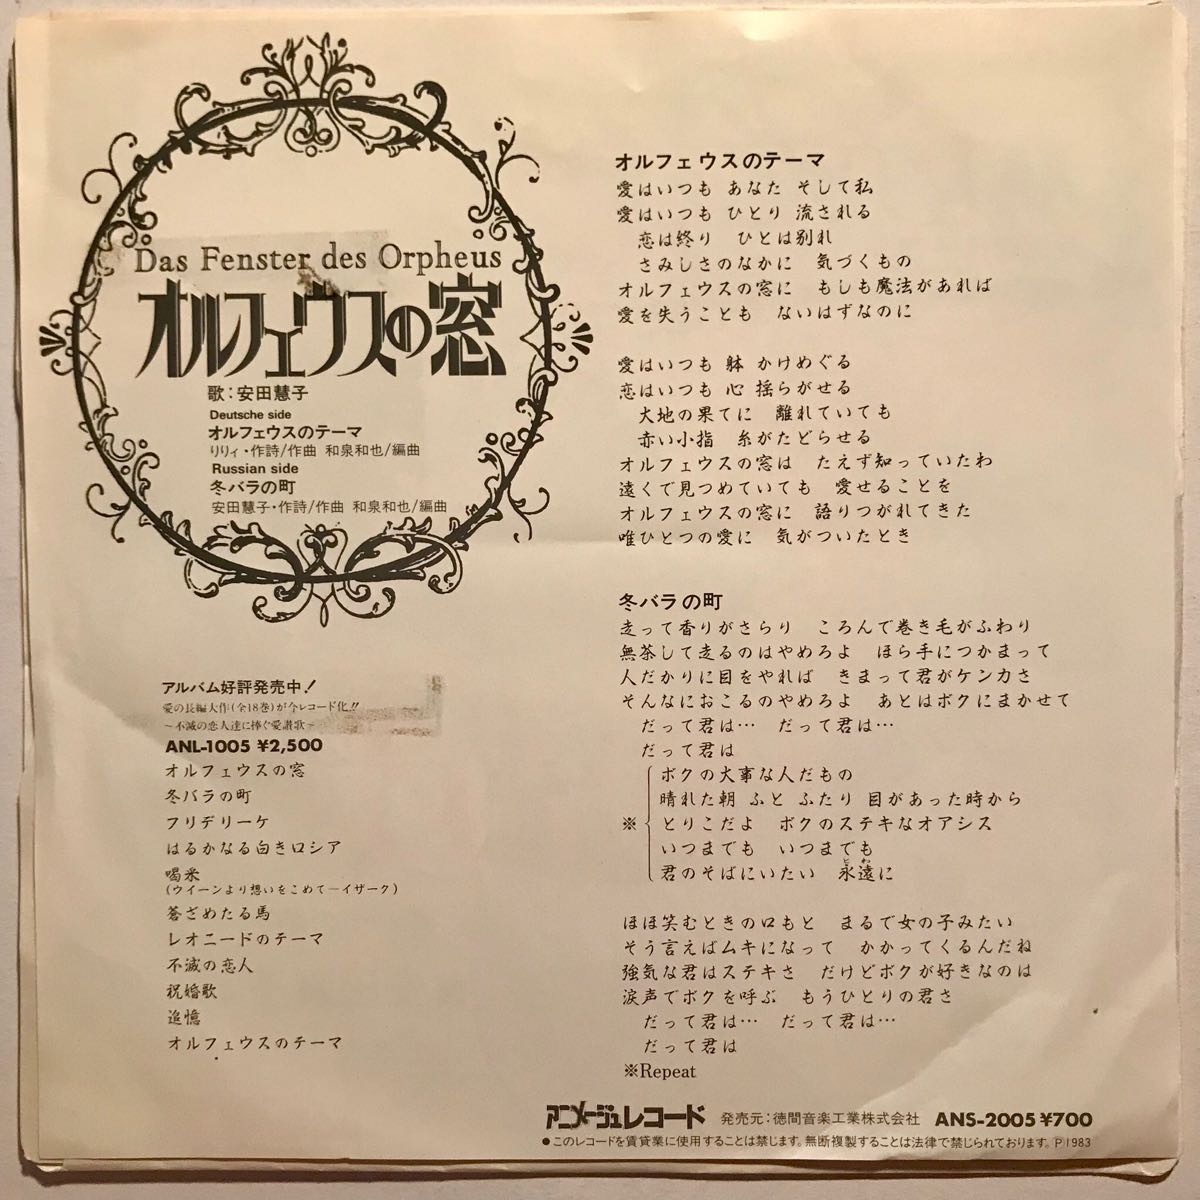 Das Fenster des Orpheus
オルフェウスの窓
歌:安田慧子
Deutsche side
オルフェウスのテーマ
りりィ・作詩/作曲 和泉和也/編曲
Russian side
冬バラの町
安田慧子・作詩/作曲 和泉和也/編曲
アルバム好評発売中!
愛の長編大作(全18巻)が今レコード化!!
~不滅の恋人達に捧ぐ愛讃歌~
ANL-1005 ¥2,500
オルフェウスの窓
冬バラの町
フリデリーケ
はるかなる白きロシア
喝采
(ウイーンより想いをこめて―イザーク)
蒼ざめたる馬
レオニードのテーマ
不滅の恋人
祝婚歌
追憶
オルフェウスのテーマ
オルフェウスのテーマ
愛はいつも あなた そして私
愛はいつも ひとり 流される
恋は終り ひとは別れ
さみしさのなかに 気づくもの
オルフェウスの窓に もしも魔法があれば
愛を失うことも ないはずなのに
愛はいつも 躰 かけめぐる
恋はいつも 心 揺らがせる
大地の果てに 離れていても
赤い小指 糸がたどらせる
オルフェウスの窓は たえず知っていたわ
遠くで見つめていても 愛せることを
オルフェウスの窓に 語りつがれてきた
唯ひとつの愛に 気がついたとき
冬バラの町
走って香りがさらり ころんで巻き毛がふわり
無茶して走るのはやめろよ ほら手につかまって
人だかりに目をやれば きまって君がケンカさ
そんなにおこるのやめろよ あとはボクにまかせて
だって君は… だって君は…
だって君は
ボクの大事な人だもの
晴れた朝 ふと ふたり 目があった時から
※ とりこだよ ボクのステキなオアシス
いつまでも いつまでも
君のそばにいたい 永遠に
とわ
ほほ笑むときの口もと まるで女の子みたい
そう言えばムキになって かかってくるんだね
強気な君はステキさ だけどボクが好きなのは
涙声でボクを呼ぶ もうひとりの君さ
だって君は… だって君は…
だって君は
※Repeat
アニメージュレコード 発売元:徳間音楽工業株式会社 ANS-2005 ¥700
●このレコードを賃貸業に使用することは禁じます。無断複製することは法律で禁じられております。Ⓟ1983